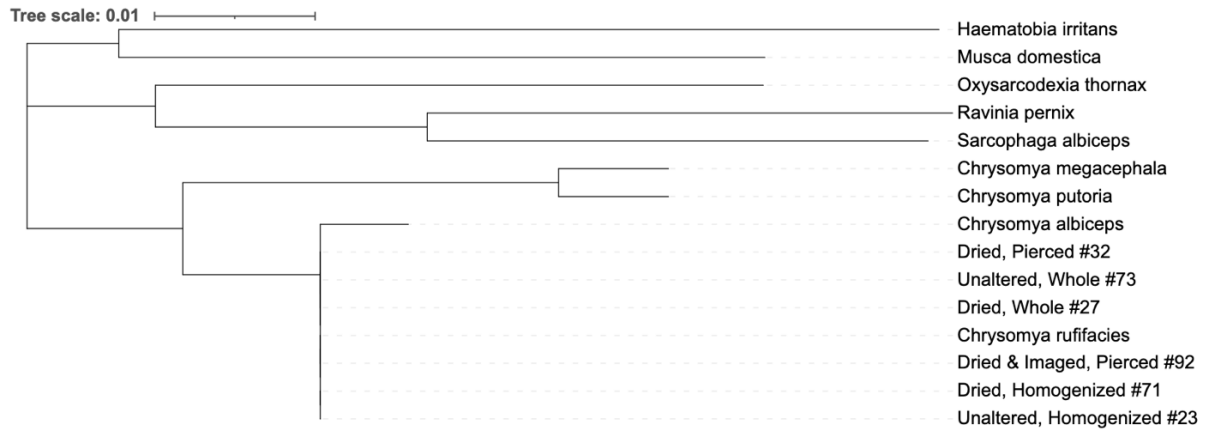 Tree scale: 0.01
Haematobia irritans
Musca domestica
Oxysarcodexia thornax
Ravinia pernix
Sarcophaga albiceps
Chrysomya megacephala
Chrysomya putoria
Chrysomya albiceps
Dried, Pierced #32
Unaltered, Whole #73
Dried, Whole #27
Chrysomya rufifacies
Dried & Imaged, Pierced #92
Dried, Homogenized #71
Unaltered, Homogenized #23